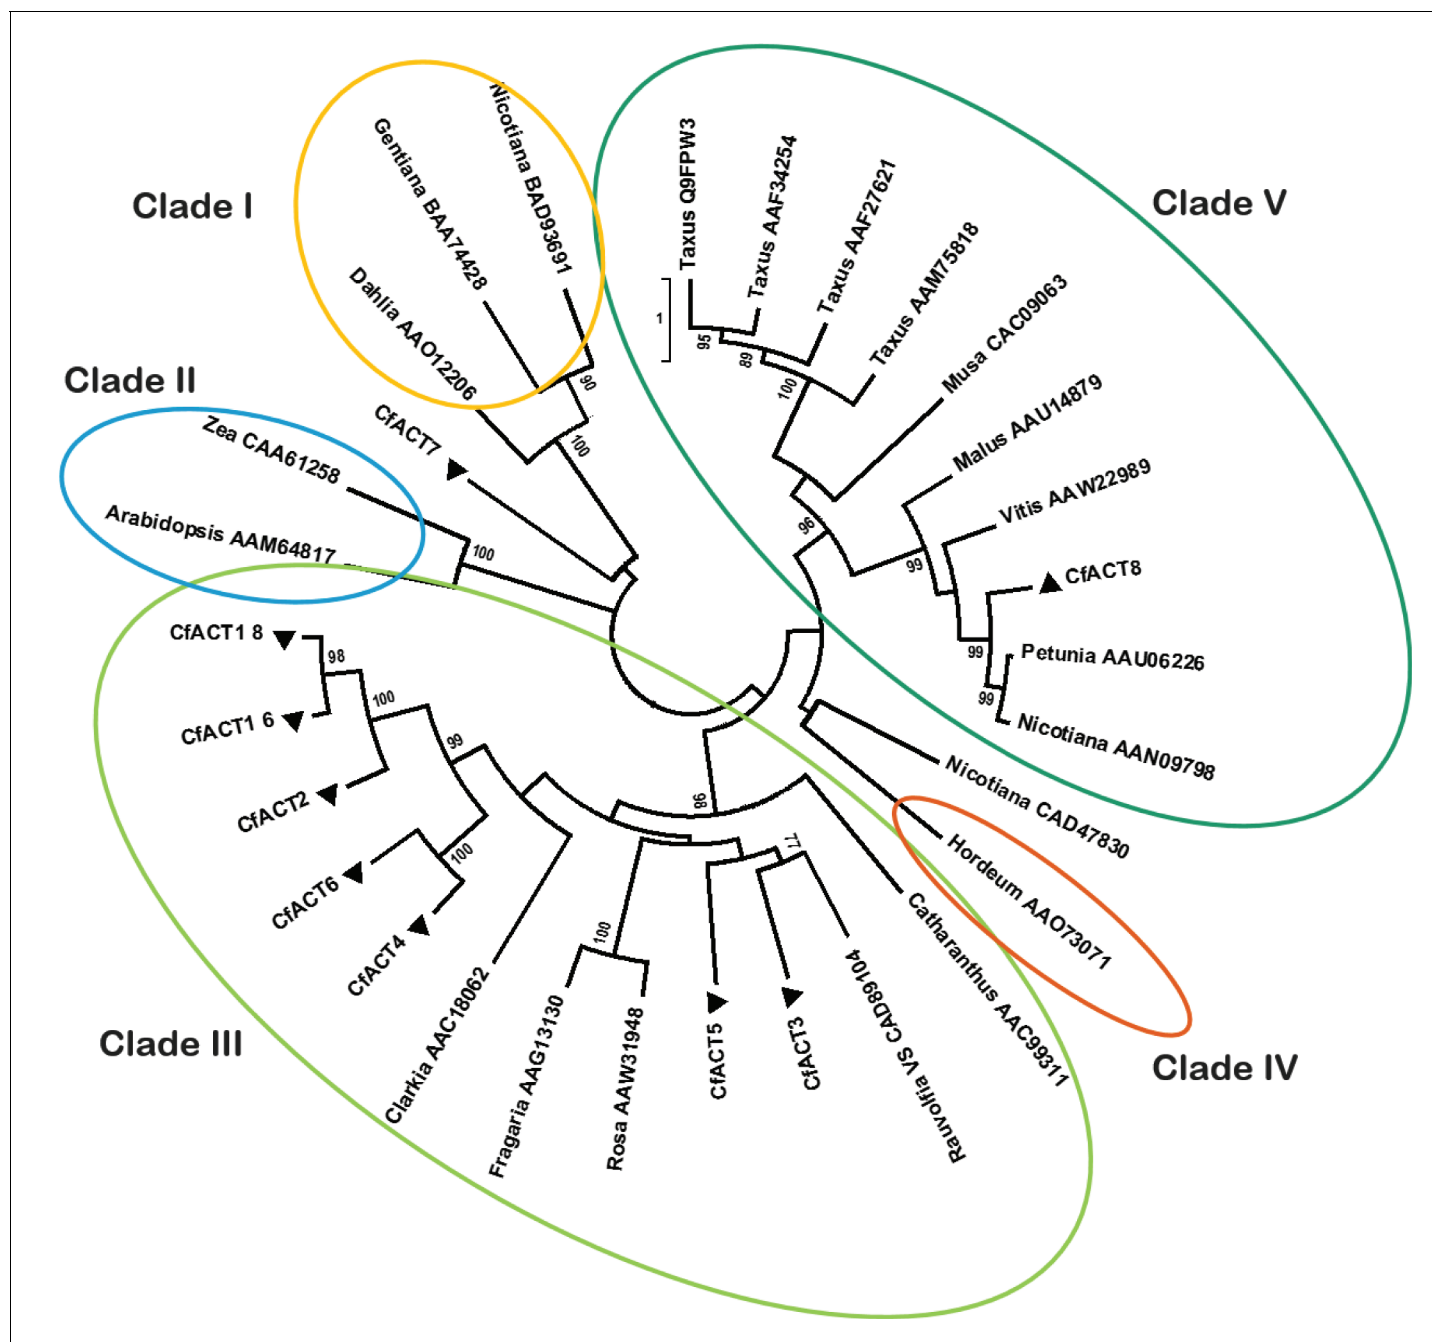 Clade I
Nicotiana BAD93691
Gentiana BAA74428
Dahlia AAO12206
90
100
CfACT7
Clade II
Zea CAA61258
Arabidopsis AAM64817
100
Clade V
Taxus Q9FPW3
Taxus AAF34254
Taxus AAF27621
Taxus AAM75818
Musa CAC09063
Malus AAU14879
Vitis AAW22989
CfACT8
Petunia AAU06226
Nicotiana AAN09798
1
95
89
100
96
99
99
99
Nicotiana CAD47830
Hordeum AAO73071
Clade IV
Clade III
CfACT1 8
98
CfACT1 6
100
CfACT2
99
CfACT6
100
CfACT4
Clarkia AAC18062
Fragaria AAG13130
100
Rosa AAW31948
CfACT5
CfACT3
77
Rauvolfia VS CAD89104
Catharanthus AAC99311
86